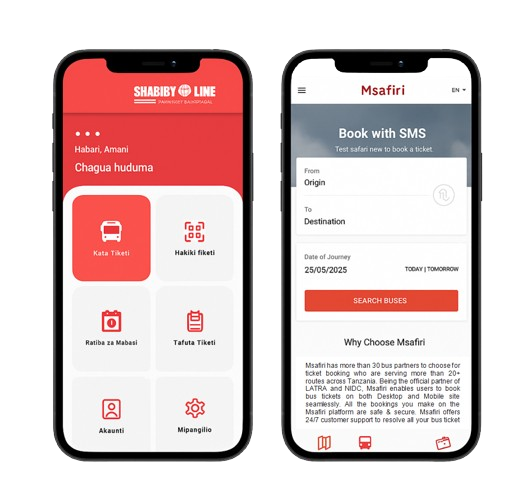 SHABIBY LINE
Habari, Amani
Chagua huduma
Kata Tiketi
Hakiki fiketi
Ratiba za Mabasi
Tafuta Tiketi
Akaunti
Mipangilio
Msafiri
EN
Book with SMS
Test safari new to book a ticket.
From
Origin
To
Destination
Date of Journey
25/05/2025
TODAY | TOMORROW
SEARCH BUSES
Why Choose Msafiri
Msafiri has more than 30 bus partners to choose for
ticket booking who are serving more than 20+
routes across Tanzania. Being the official partner of
LATRA and NIDC, Msafiri enables users to book
bus tickets on both Desktop and Mobile site
seamlessly. All the bookings you make on the
Msafiri platform are safe & secure. Msafiri offers
24/7 customer support to resolve all your bus ticket